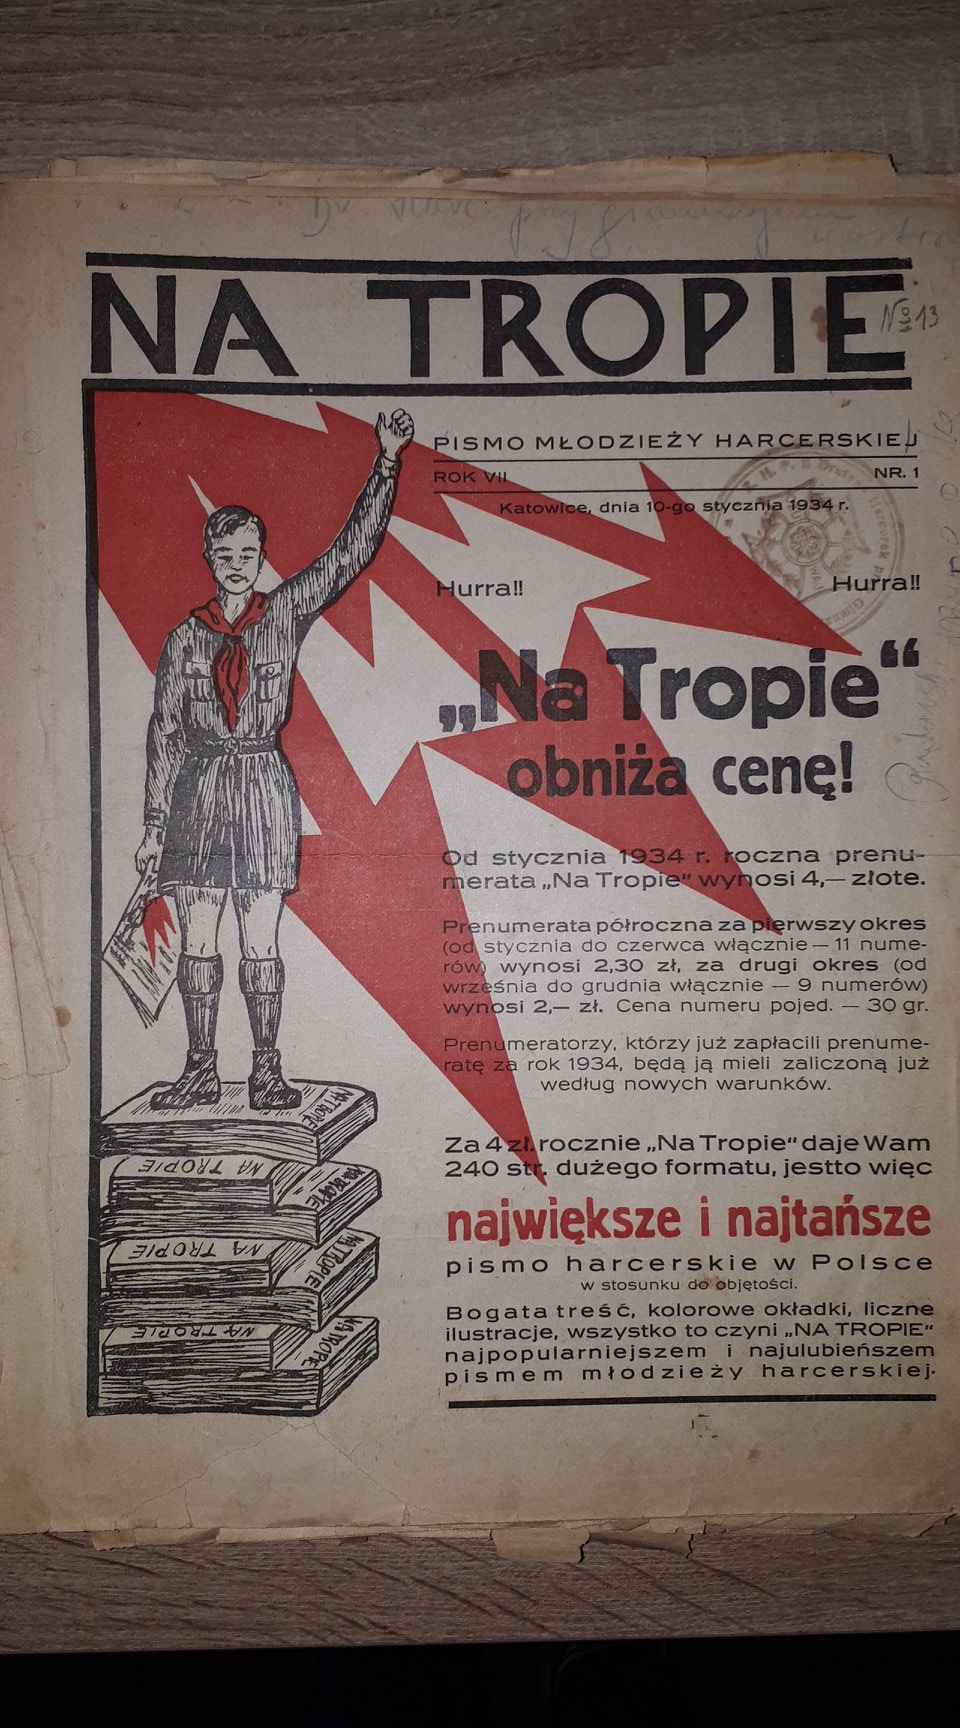 NA TROPIE
No 13
PISMO MŁODZIEŻY HARCERSKIEJ
ROK VII NR. 1
Katowice, dnia 10-go stycznia 1934 r.
Hurra!! Hurra!!
„Na Tropie“
obniża cenę!
Od stycznia 1934 r. roczna prenu-
merata „Na Tropie“ wynosi 4,— złote.
Prenumerata półroczna za pierwszy okres
(od stycznia do czerwca włącznie — 11 nume-
rów) wynosi 2,30 zł, za drugi okres (od
września do grudnia włącznie — 9 numerów)
wynosi 2,— zł. Cena numeru pojed. — 30 gr.
Prenumeratorzy, którzy już zapłacili prenume-
ratę za rok 1934, będą ją mieli zaliczoną już
według nowych warunków.
Za 4 zł. rocznie „Na Tropie“ daje Wam
240 str. dużego formatu, jestto więc
największe i najtańsze
pismo harcerskie w Polsce
w stosunku do objętości.
Bogata treść, kolorowe okładki, liczne
ilustracje, wszystko to czyni „NA TROPIE“
najpopularniejszem i najulubieńszem
pismem młodzieży harcerskiej.
NA TROPIE
NA TROPIE
NA TROPIE
NA TROPIE
NA TROPIE
NA TROPIE
NA TROPIE